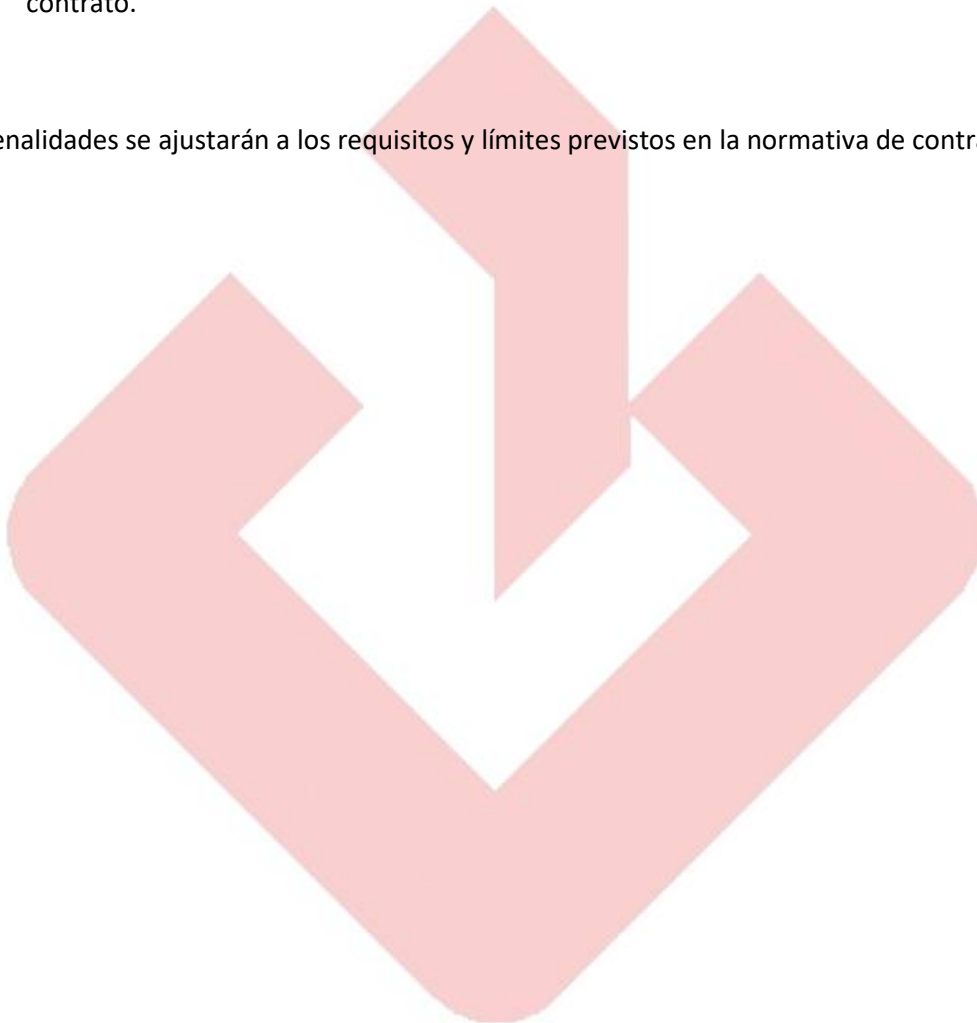 contrato.
enalidades se ajustarán a los requisitos y límites previstos en la normativa de contra